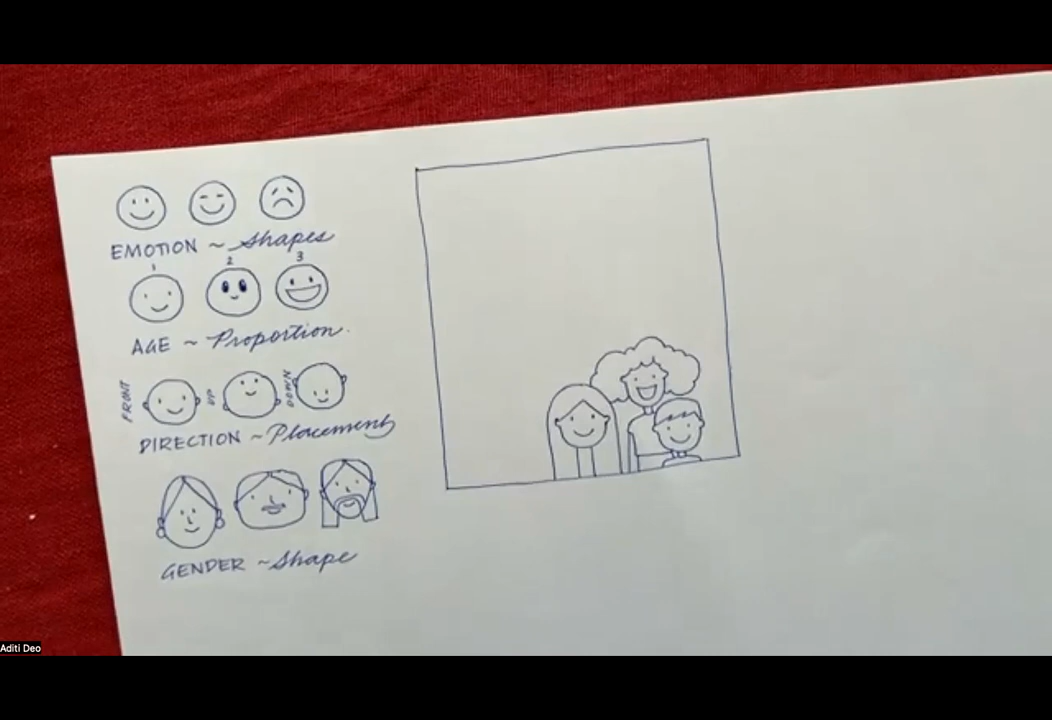 EMOTION ~ Shapes
1 2 3
AGE ~ Proportion.
FRONT UP DOWN
DIRECTION ~ Placement
GENDER ~ Shape
Aditi Deo